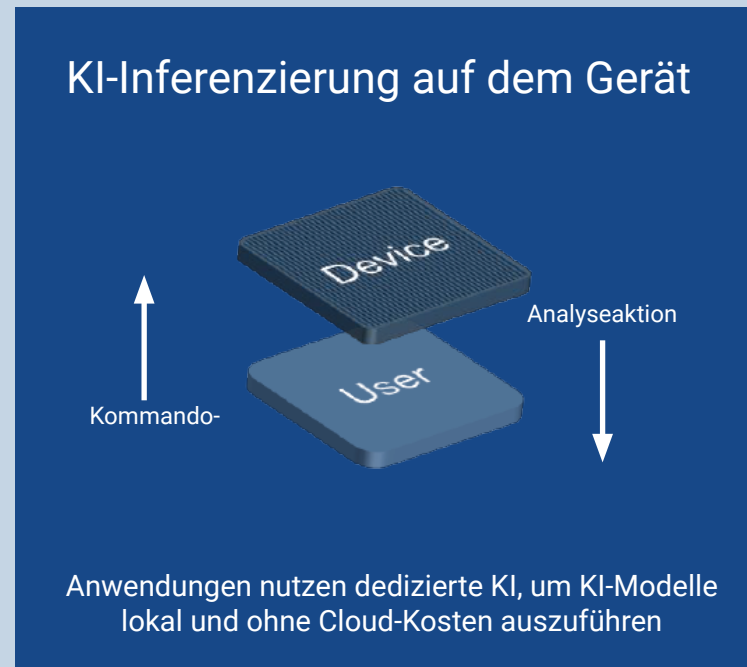 KI-Inferenzierung auf dem Gerät
Device
Analyseaktion
User
Kommando-
Anwendungen nutzen dedizierte KI, um KI-Modelle
lokal und ohne Cloud-Kosten auszuführen